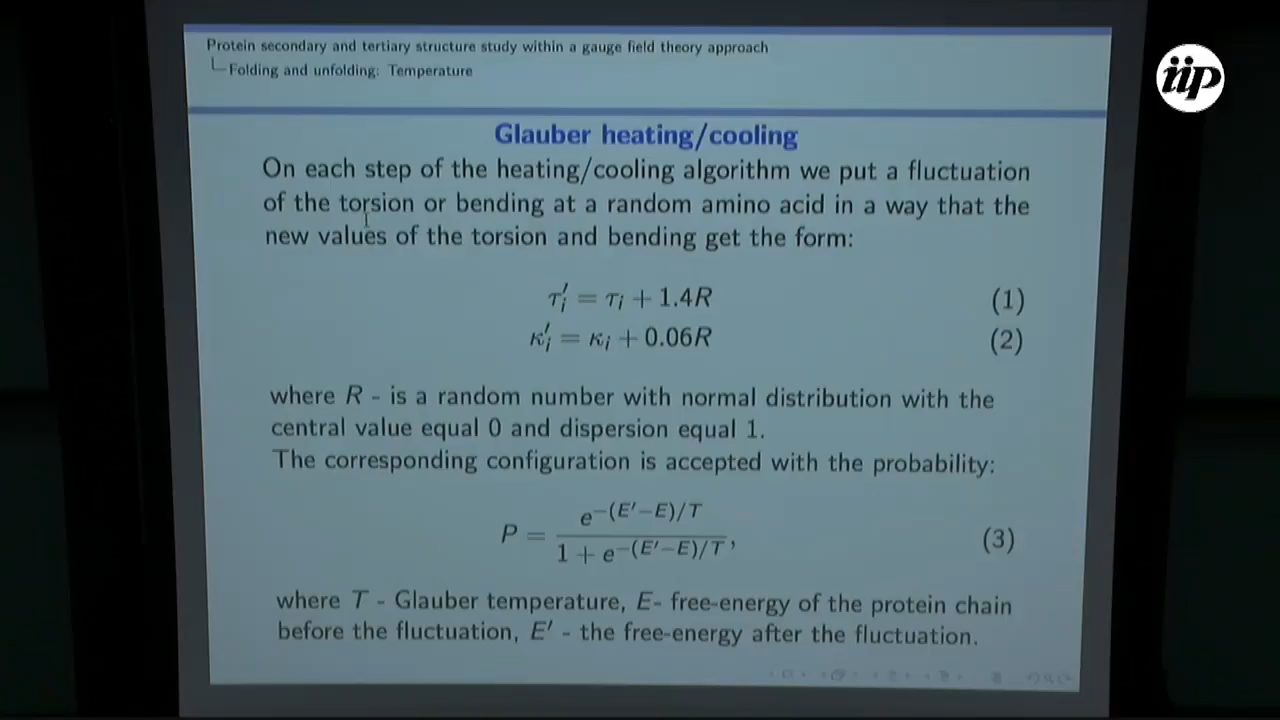 Protein secondary and tertiary structure study within a gauge field theory approach
Folding and unfolding: Temperature
iip
Glauber heating/cooling
On each step of the heating/cooling algorithm we put a fluctuation
of the torsion or bending at a random amino acid in a way that the
new values of the torsion and bending get the form:
τᵢ′ = τᵢ + 1.4R (1)
κᵢ′ = κᵢ + 0.06R (2)
where R - is a random number with normal distribution with the
central value equal 0 and dispersion equal 1.
The corresponding configuration is accepted with the probability:
P = e^−(E′−E)/T / 1 + e^−(E′−E)/T , (3)
where T - Glauber temperature, E- free-energy of the protein chain
before the fluctuation, E′ - the free-energy after the fluctuation.